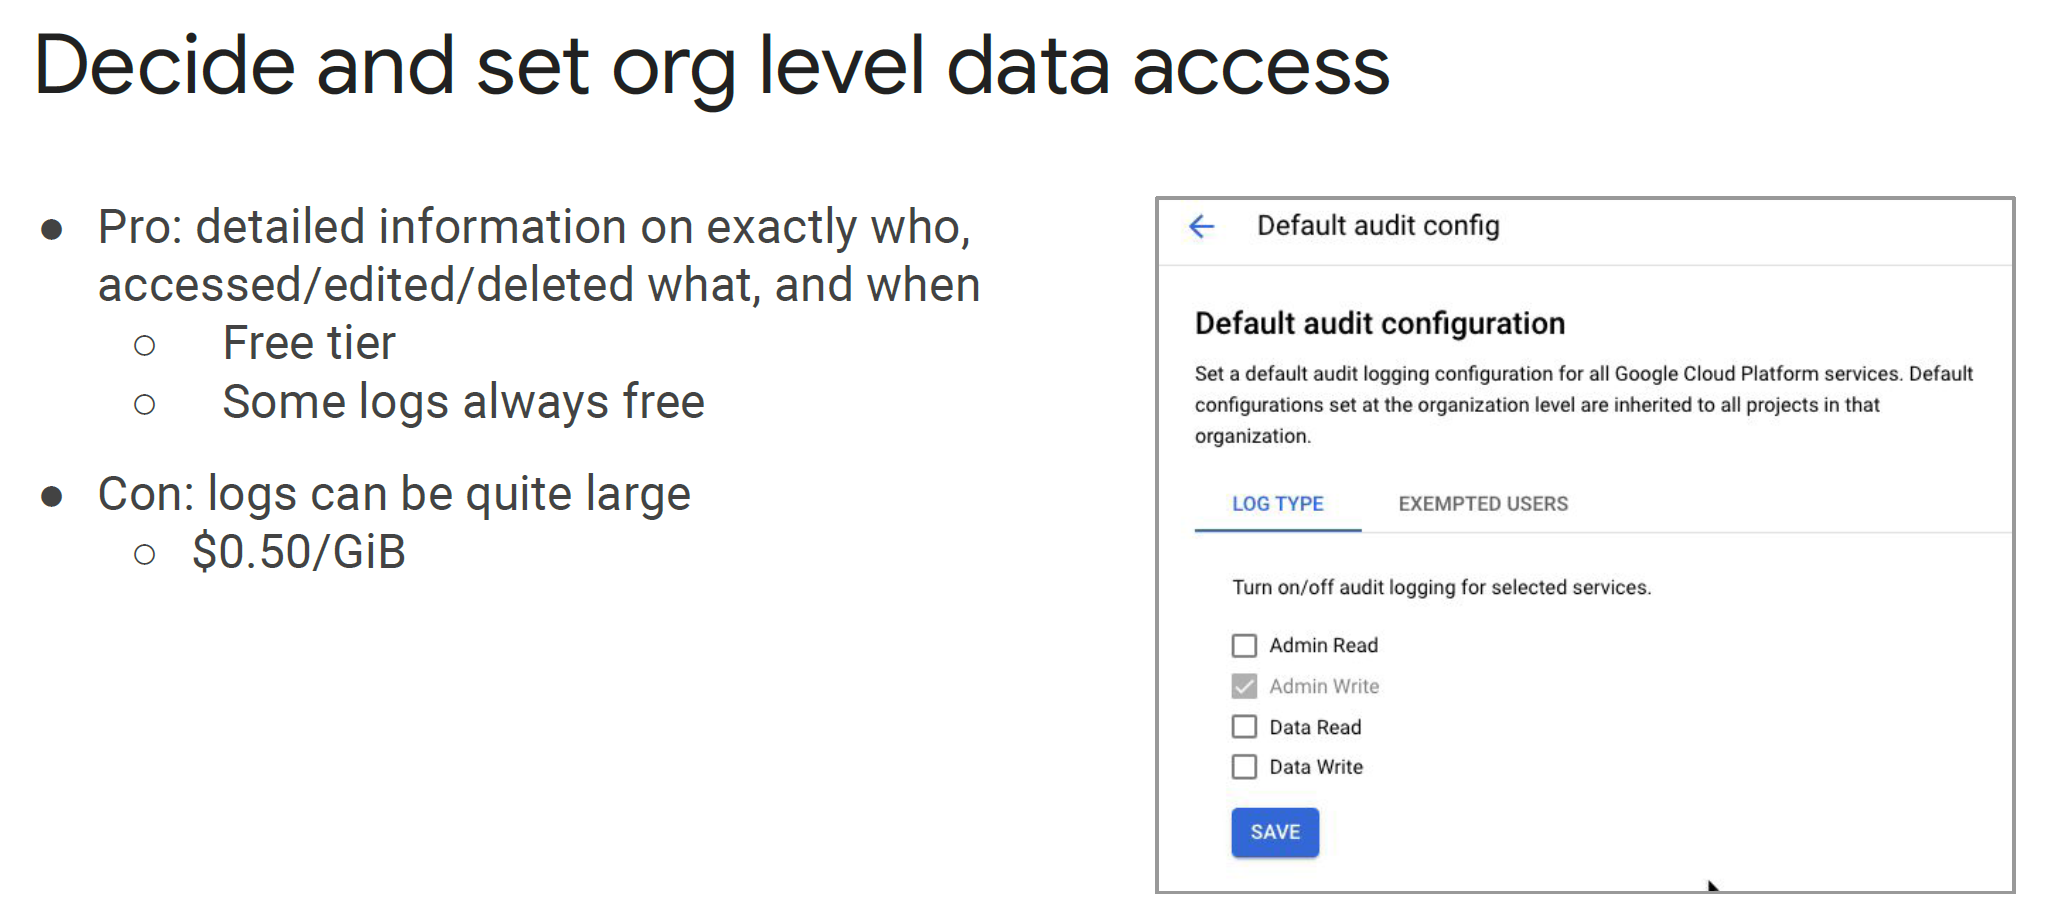 Decide and set org level data access
● Pro: detailed information on exactly who,
accessed/edited/deleted what, and when
○ Free tier
○ Some logs always free
● Con: logs can be quite large
○ $0.50/GiB
Default audit config
Default audit configuration
Set a default audit logging configuration for all Google Cloud Platform services. Default
configurations set at the organization level are inherited to all projects in that
organization.
LOG TYPE EXEMPTED USERS
Turn on/off audit logging for selected services.
Admin Read
Admin Write
Data Read
Data Write
SAVE